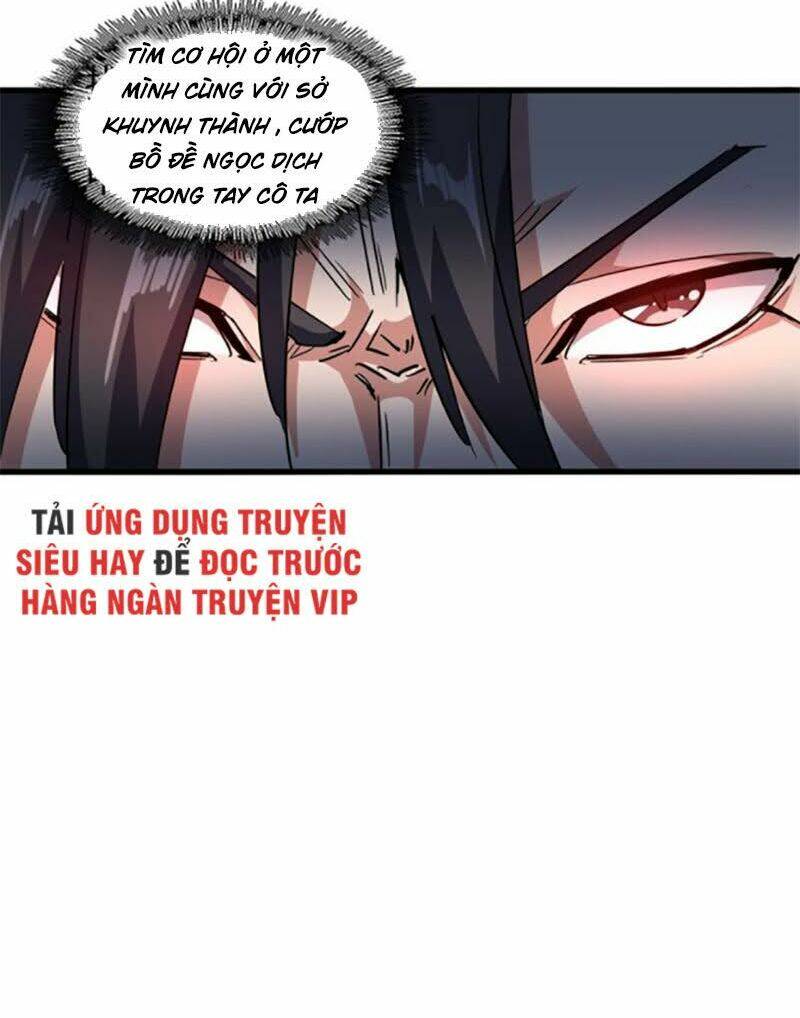 TÌM CƠ HỘI Ở MỘT
MÌNH CÙNG VỚI SỞ
KHUYNH THÀNH , CƯỚP
BỒ ĐỀ NGỌC DỊCH
TRONG TAY CÔ TA
TẢI ỨNG DỤNG TRUYỆN
SIÊU HAY ĐỂ ĐỌC TRƯỚC
HÀNG NGÀN TRUYỆN VIP